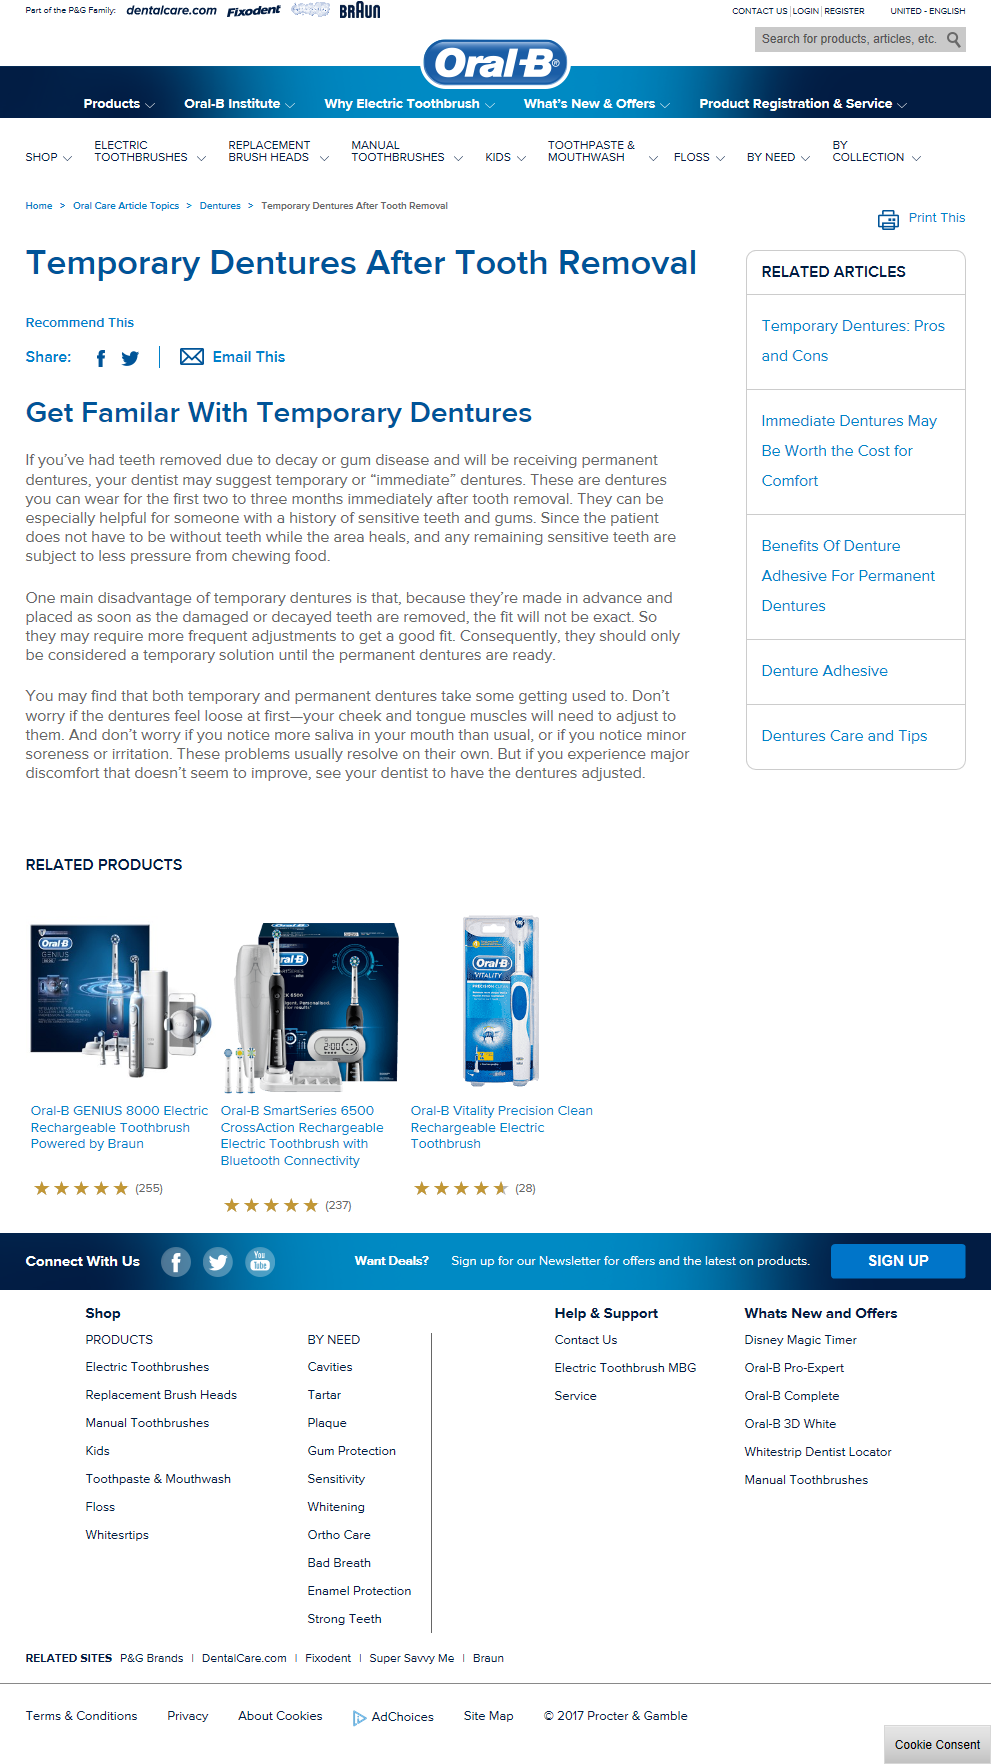 Part of the P&G Family: dentalcare.com Fixodent BRAUN
CONTACT US | LOGIN | REGISTER UNITED - ENGLISH
Search for products, articles, etc.
Oral-B®
Products Oral-B Institute Why Electric Toothbrush What's New & Offers Product Registration & Service
SHOP ELECTRIC TOOTHBRUSHES REPLACEMENT BRUSH HEADS MANUAL TOOTHBRUSHES KIDS TOOTHPASTE & MOUTHWASH FLOSS BY NEED BY COLLECTION
Home > Oral Care Article Topics > Dentures > Temporary Dentures After Tooth Removal
Print This
Temporary Dentures After Tooth Removal
Recommend This
Share: Email This
Get Familar With Temporary Dentures
If you've had teeth removed due to decay or gum disease and will be receiving permanent
dentures, your dentist may suggest temporary or “immediate” dentures. These are dentures
you can wear for the first two to three months immediately after tooth removal. They can be
especially helpful for someone with a history of sensitive teeth and gums. Since the patient
does not have to be without teeth while the area heals, and any remaining sensitive teeth are
subject to less pressure from chewing food.
One main disadvantage of temporary dentures is that, because they're made in advance and
placed as soon as the damaged or decayed teeth are removed, the fit will not be exact. So
they may require more frequent adjustments to get a good fit. Consequently, they should only
be considered a temporary solution until the permanent dentures are ready.
You may find that both temporary and permanent dentures take some getting used to. Don't
worry if the dentures feel loose at first—your cheek and tongue muscles will need to adjust to
them. And don't worry if you notice more saliva in your mouth than usual, or if you notice minor
soreness or irritation. These problems usually resolve on their own. But if you experience major
discomfort that doesn't seem to improve, see your dentist to have the dentures adjusted.
RELATED ARTICLES
Temporary Dentures: Pros
and Cons
Immediate Dentures May
Be Worth the Cost for
Comfort
Benefits Of Denture
Adhesive For Permanent
Dentures
Denture Adhesive
Dentures Care and Tips
RELATED PRODUCTS
Oral-B
GENIUS
Oral-B
VITALITY
PRECISION CLEAN
2:00
Oral-B GENIUS 8000 Electric
Rechargeable Toothbrush
Powered by Braun
(255)
Oral-B SmartSeries 6500
CrossAction Rechargeable
Electric Toothbrush with
Bluetooth Connectivity
(237)
Oral-B Vitality Precision Clean
Rechargeable Electric
Toothbrush
(28)
Connect With Us You Tube Want Deals? Sign up for our Newsletter for offers and the latest on products. SIGN UP
Shop
PRODUCTS
Electric Toothbrushes
Replacement Brush Heads
Manual Toothbrushes
Kids
Toothpaste & Mouthwash
Floss
Whitesrtips
BY NEED
Cavities
Tartar
Plaque
Gum Protection
Sensitivity
Whitening
Ortho Care
Bad Breath
Enamel Protection
Strong Teeth
Help & Support
Contact Us
Electric Toothbrush MBG
Service
Whats New and Offers
Disney Magic Timer
Oral-B Pro-Expert
Oral-B Complete
Oral-B 3D White
Whitestrip Dentist Locator
Manual Toothbrushes
RELATED SITES P&G Brands | DentalCare.com | Fixodent | Super Savvy Me | Braun
Terms & Conditions Privacy About Cookies AdChoices Site Map © 2017 Procter & Gamble
Cookie Consent